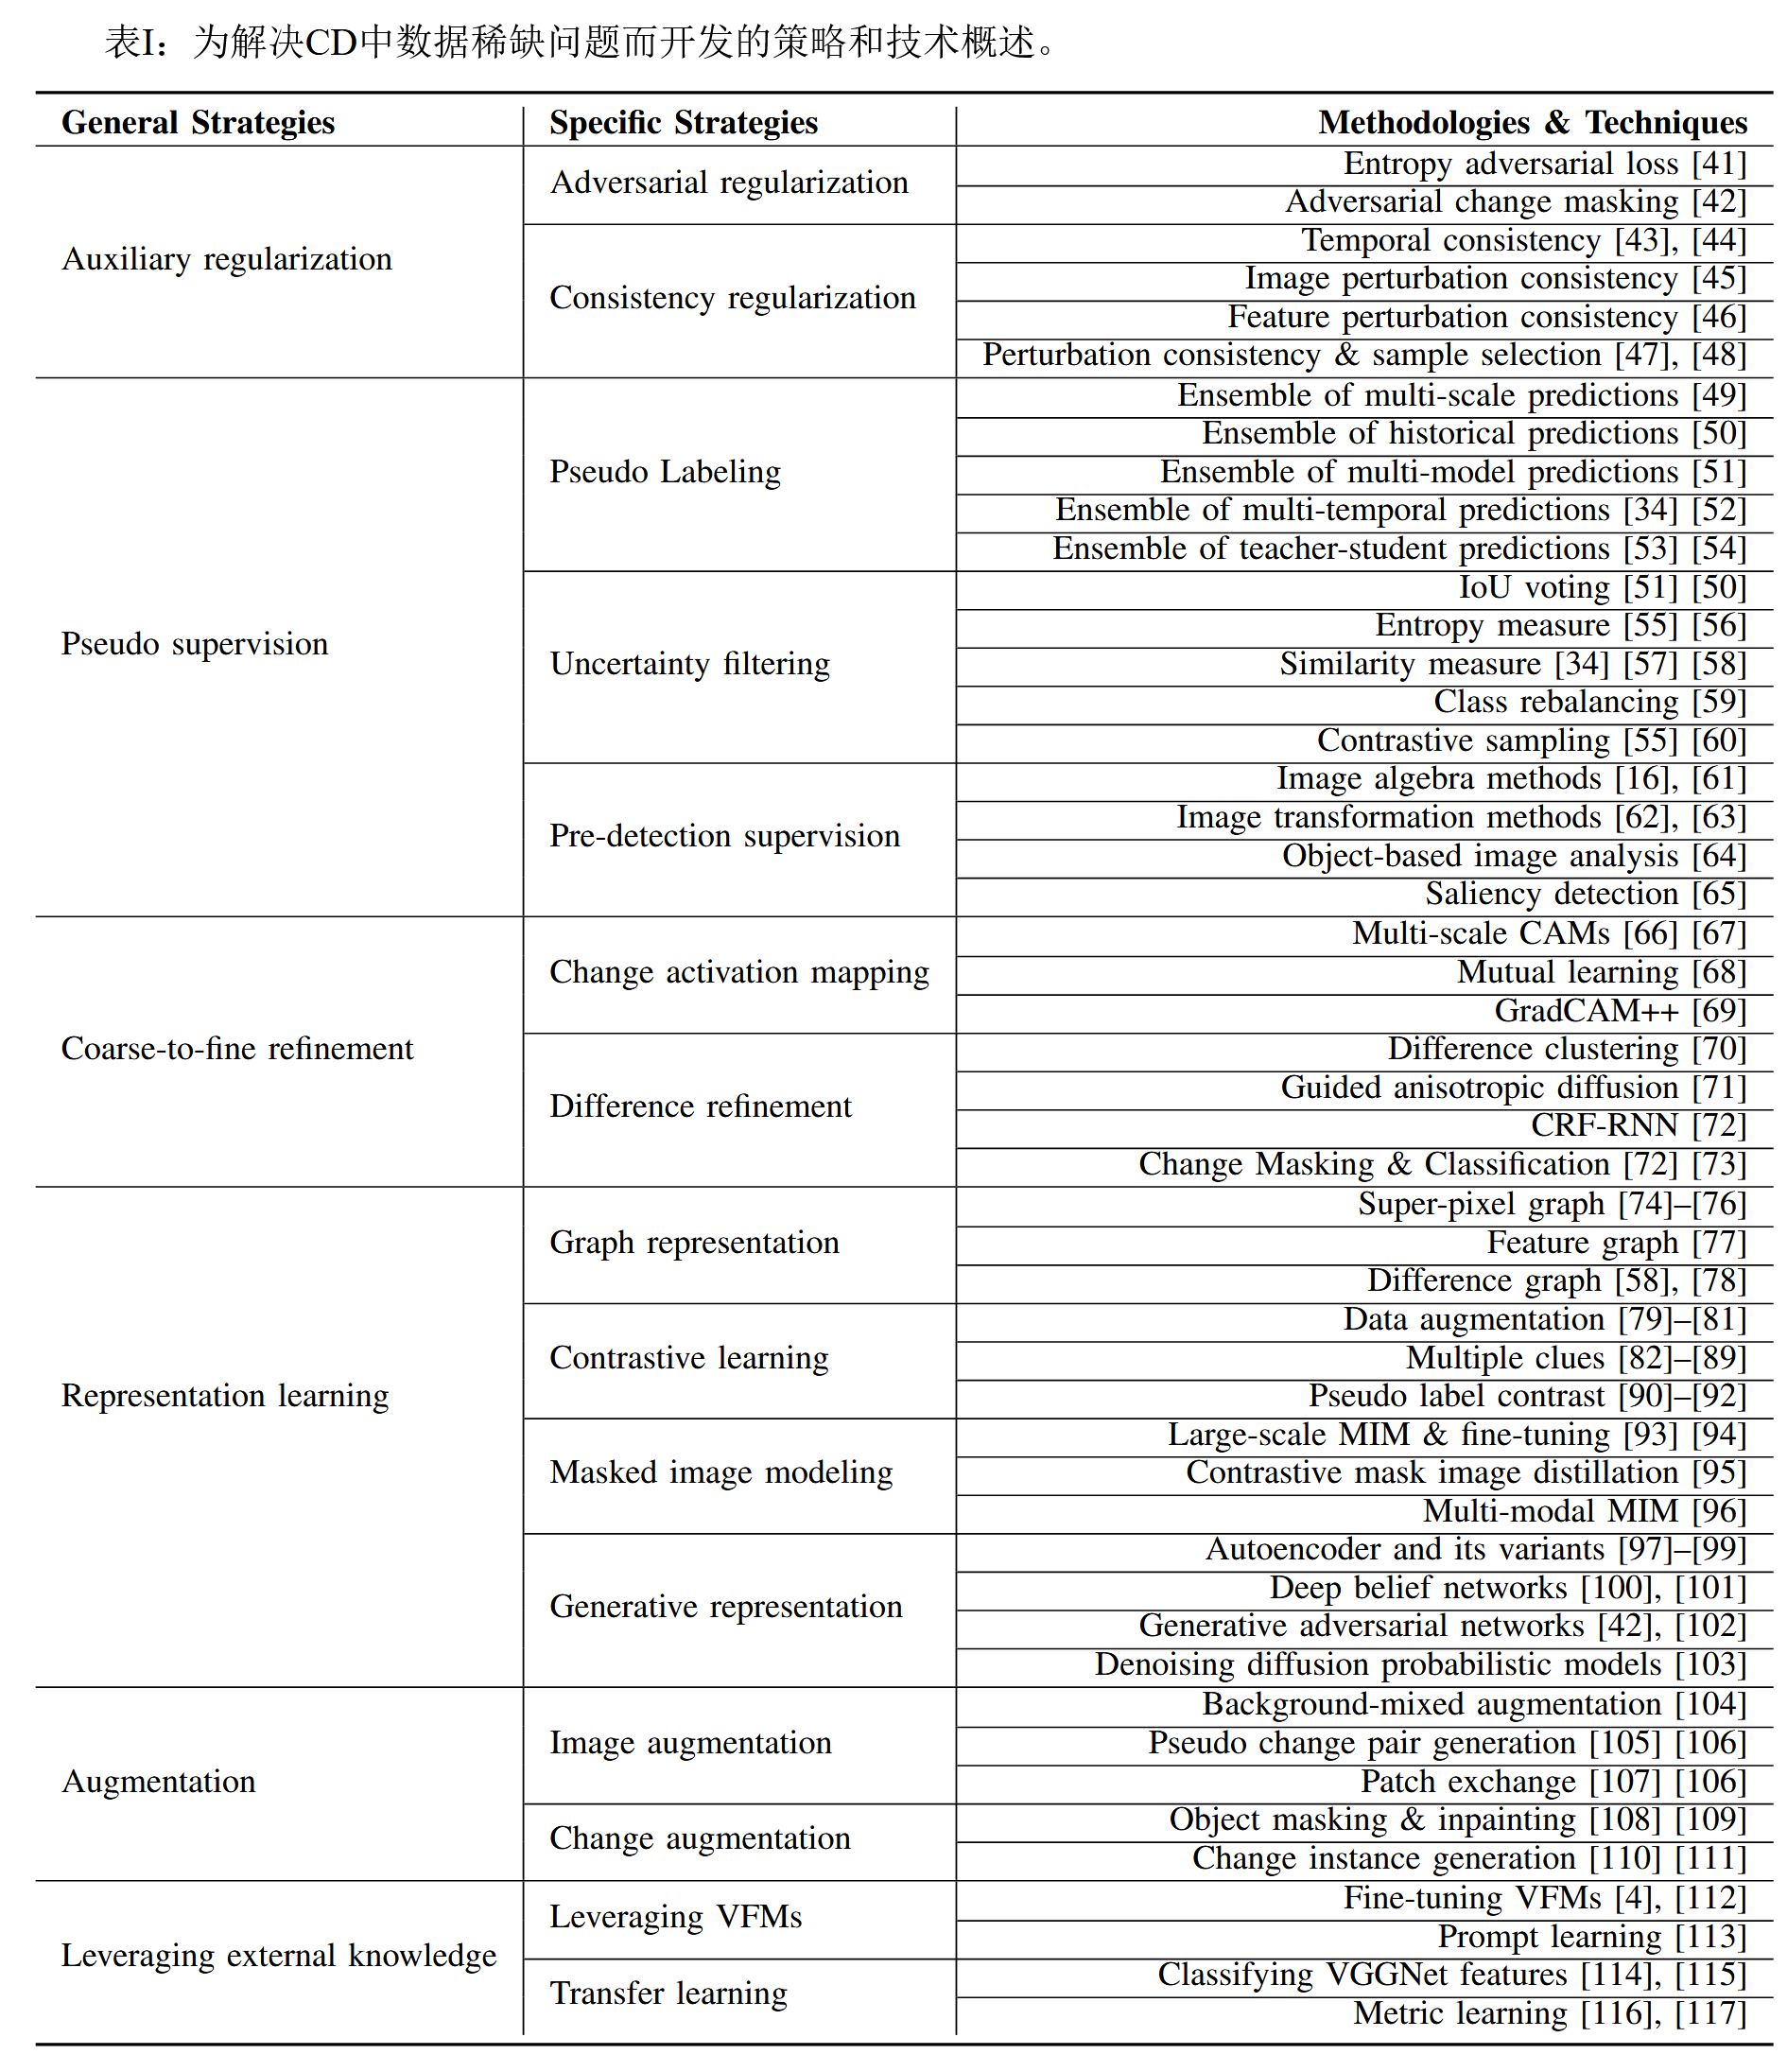 表I：为解决CD中数据稀缺问题而开发的策略和技术概述。
General Strategies Specific Strategies Methodologies & Techniques
Auxiliary regularization
Adversarial regularization
Entropy adversarial loss [41]
Adversarial change masking [42]
Consistency regularization
Temporal consistency [43], [44]
Image perturbation consistency [45]
Feature perturbation consistency [46]
Perturbation consistency & sample selection [47], [48]
Pseudo supervision
Pseudo Labeling
Ensemble of multi-scale predictions [49]
Ensemble of historical predictions [50]
Ensemble of multi-model predictions [51]
Ensemble of multi-temporal predictions [34] [52]
Ensemble of teacher-student predictions [53] [54]
Uncertainty filtering
IoU voting [51] [50]
Entropy measure [55] [56]
Similarity measure [34] [57] [58]
Class rebalancing [59]
Contrastive sampling [55] [60]
Pre-detection supervision
Image algebra methods [16], [61]
Image transformation methods [62], [63]
Object-based image analysis [64]
Saliency detection [65]
Coarse-to-fine refinement
Change activation mapping
Multi-scale CAMs [66] [67]
Mutual learning [68]
GradCAM++ [69]
Difference refinement
Difference clustering [70]
Guided anisotropic diffusion [71]
CRF-RNN [72]
Change Masking & Classification [72] [73]
Representation learning
Graph representation
Super-pixel graph [74]–[76]
Feature graph [77]
Difference graph [58], [78]
Contrastive learning
Data augmentation [79]–[81]
Multiple clues [82]–[89]
Pseudo label contrast [90]–[92]
Masked image modeling
Large-scale MIM & fine-tuning [93] [94]
Contrastive mask image distillation [95]
Multi-modal MIM [96]
Generative representation
Autoencoder and its variants [97]–[99]
Deep belief networks [100], [101]
Generative adversarial networks [42], [102]
Denoising diffusion probabilistic models [103]
Augmentation
Image augmentation
Background-mixed augmentation [104]
Pseudo change pair generation [105] [106]
Patch exchange [107] [106]
Change augmentation
Object masking & inpainting [108] [109]
Change instance generation [110] [111]
Leveraging external knowledge
Leveraging VFMs
Fine-tuning VFMs [4], [112]
Prompt learning [113]
Transfer learning
Classifying VGGNet features [114], [115]
Metric learning [116], [117]